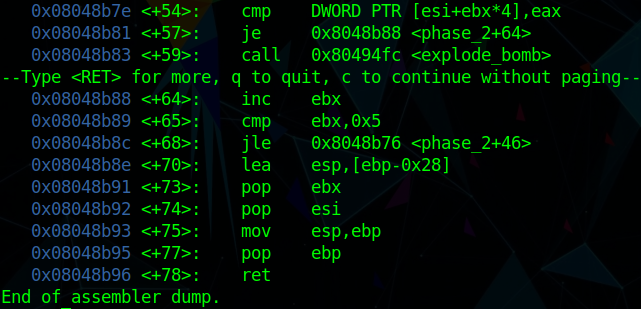 0x08048b7e <+54>: cmp DWORD PTR [esi+ebx*4],eax
0x08048b81 <+57>: je 0x8048b88 <phase_2+64>
0x08048b83 <+59>: call 0x80494fc <explode_bomb>
--Type <RET> for more, q to quit, c to continue without paging--
0x08048b88 <+64>: inc ebx
0x08048b89 <+65>: cmp ebx,0x5
0x08048b8c <+68>: jle 0x8048b76 <phase_2+46>
0x08048b8e <+70>: lea esp,[ebp-0x28]
0x08048b91 <+73>: pop ebx
0x08048b92 <+74>: pop esi
0x08048b93 <+75>: mov esp,ebp
0x08048b95 <+77>: pop ebp
0x08048b96 <+78>: ret
End of assembler dump.